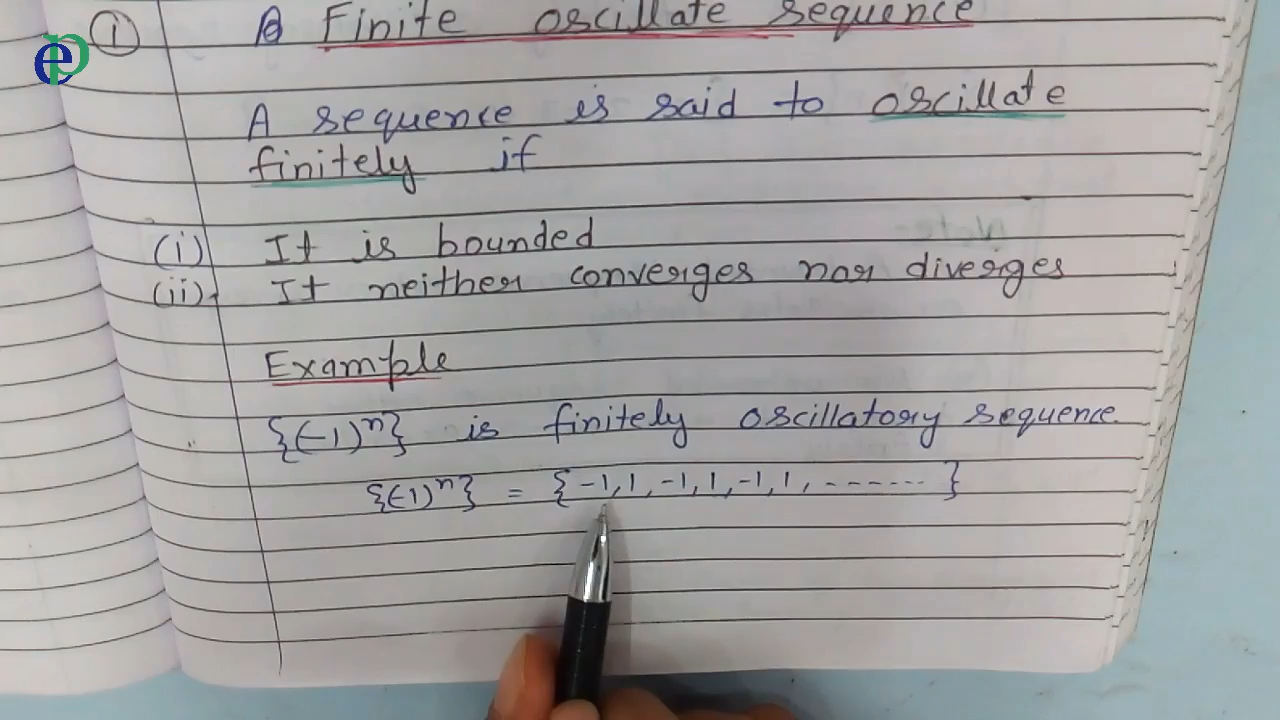 ① Finite oscillate sequence
A sequence is said to oscillate
finitely if
(i) It is bounded
(ii) It neither converges nor diverges
Example
{(-1)ⁿ} is finitely oscillatory sequence.
{(-1)ⁿ} = {-1, 1, -1, 1, -1, 1, ------- }
ep